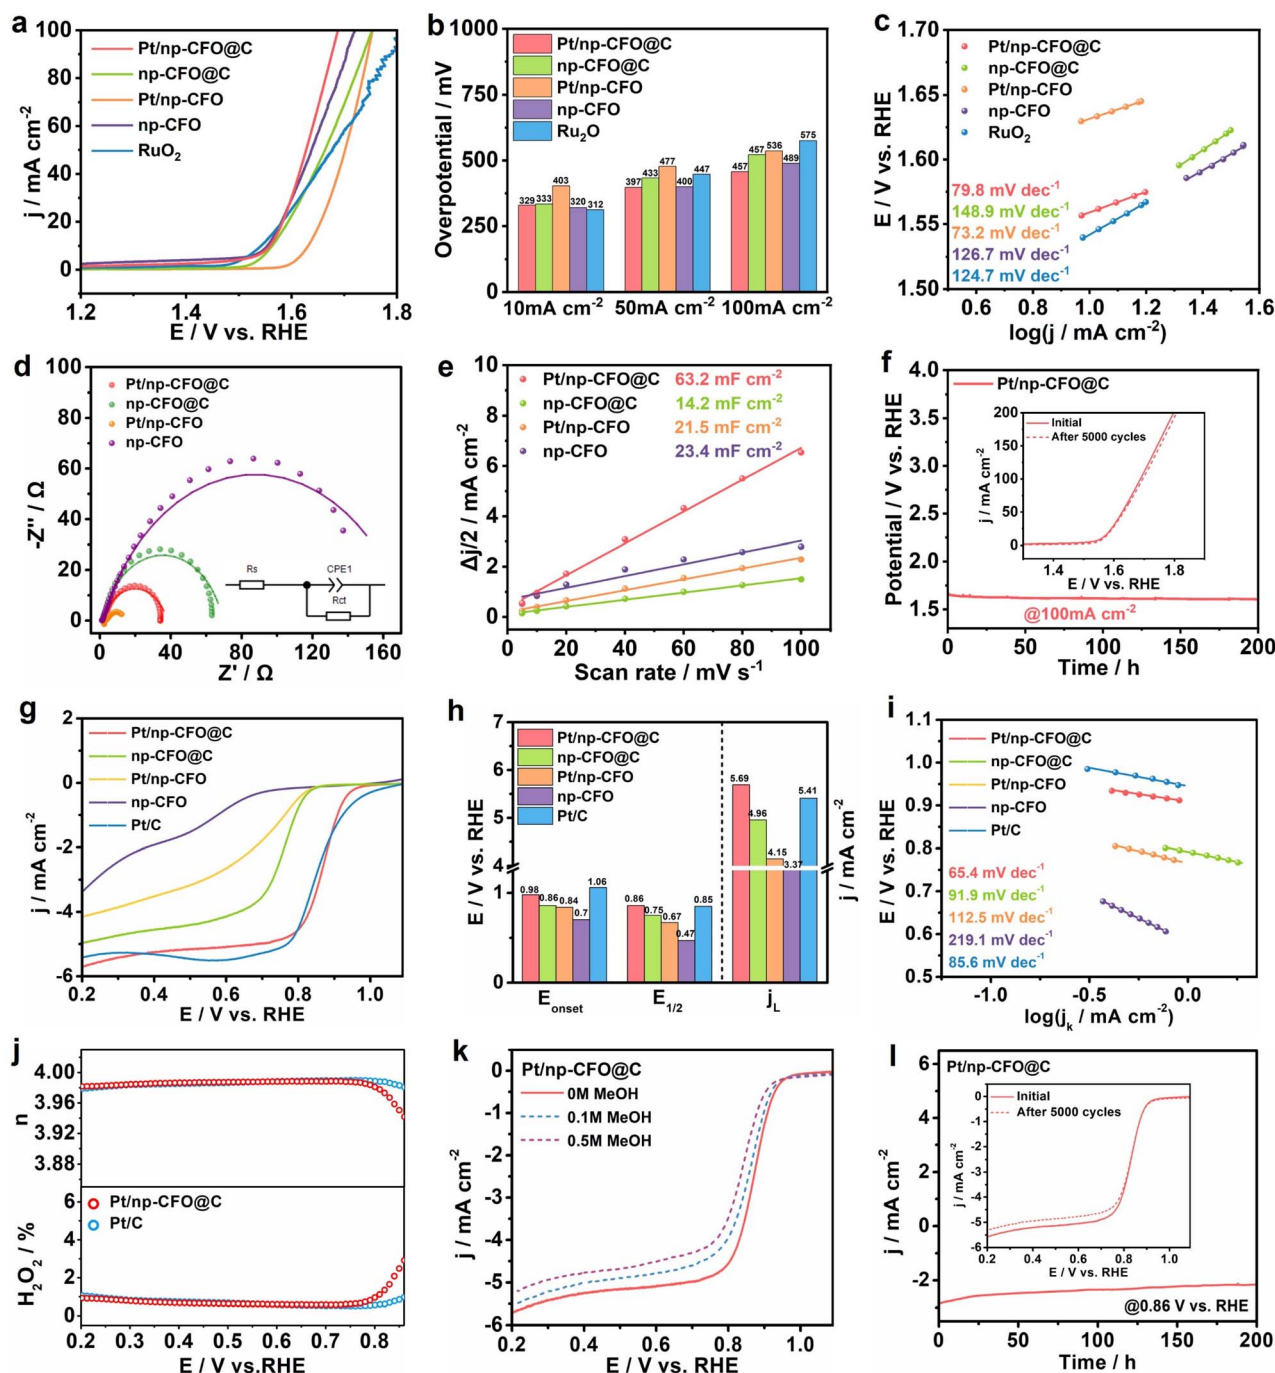 a
Pt/np-CFO@C
np-CFO@C
Pt/np-CFO
np-CFO
RuO₂
j / mA cm⁻²
100
80
60
40
20
0
1.2 1.4 1.6 1.8
E / V vs. RHE
b
Pt/np-CFO@C
np-CFO@C
Pt/np-CFO
np-CFO
Ru₂O
Overpotential / mV
1000
750
500
250
0
329 333 403 320 312
397 433 477 400 447
457 457 536 489 575
10mA cm⁻² 50mA cm⁻² 100mA cm⁻²
c
Pt/np-CFO@C
np-CFO@C
Pt/np-CFO
np-CFO
RuO₂
E / V vs. RHE
1.70
1.65
1.60
1.55
1.50
79.8 mV dec⁻¹
148.9 mV dec⁻¹
73.2 mV dec⁻¹
126.7 mV dec⁻¹
124.7 mV dec⁻¹
0.6 0.8 1.0 1.2 1.4 1.6
log(j / mA cm⁻²)
d
Pt/np-CFO@C
np-CFO@C
Pt/np-CFO
np-CFO
-Z'' / Ω
100
80
60
40
20
0
Rs CPE1
Rct
0 40 80 120 160
Z' / Ω
e
Pt/np-CFO@C 63.2 mF cm⁻²
np-CFO@C 14.2 mF cm⁻²
Pt/np-CFO 21.5 mF cm⁻²
np-CFO 23.4 mF cm⁻²
Δj/2 / mA cm⁻²
10
8
6
4
2
0
0 20 40 60 80 100
Scan rate / mV s⁻¹
f
Pt/np-CFO@C
Potential / V vs. RHE
4.0
3.5
3.0
2.5
2.0
1.5
Initial
After 5000 cycles
j / mA cm⁻²
200
150
100
50
0
1.4 1.6 1.8
E / V vs. RHE
@100mA cm⁻²
0 50 100 150 200
Time / h
g
Pt/np-CFO@C
np-CFO@C
Pt/np-CFO
np-CFO
Pt/C
j / mA cm⁻²
2
0
-2
-4
-6
0.2 0.4 0.6 0.8 1.0
E / V vs. RHE
h
Pt/np-CFO@C
np-CFO@C
Pt/np-CFO
np-CFO
Pt/C
E / V vs. RHE
j / mA cm⁻²
7
6
5
4
1
0
0.98 0.86 0.84 0.7 1.06
0.86 0.75 0.67 0.47 0.85
5.69 4.96 4.15 3.37 5.41
E_onset E_1/2 j_L
i
Pt/np-CFO@C
np-CFO@C
Pt/np-CFO
np-CFO
Pt/C
E / V vs. RHE
1.1
1.0
0.9
0.8
0.7
0.6
0.5
65.4 mV dec⁻¹
91.9 mV dec⁻¹
112.5 mV dec⁻¹
219.1 mV dec⁻¹
85.6 mV dec⁻¹
-1.0 -0.5 0.0
log(j_k / mA cm⁻²)
j
n
4.00
3.96
3.92
3.88
Pt/np-CFO@C
Pt/C
H₂O₂ / %
6
4
2
0
0.2 0.3 0.4 0.5 0.6 0.7 0.8
E / V vs.RHE
k
Pt/np-CFO@C
0M MeOH
0.1M MeOH
0.5M MeOH
j / mA cm⁻²
0
-1
-2
-3
-4
-5
-6
0.2 0.4 0.6 0.8 1.0
E / V vs. RHE
l
Pt/np-CFO@C
j / mA cm⁻²
6
4
2
0
-2
Initial
After 5000 cycles
j / mA cm⁻²
0
-1
-2
-3
-4
-5
-6
0.2 0.4 0.6 0.8 1.0
E / V vs. RHE
@0.86 V vs. RHE
0 50 100 150 200
Time / h